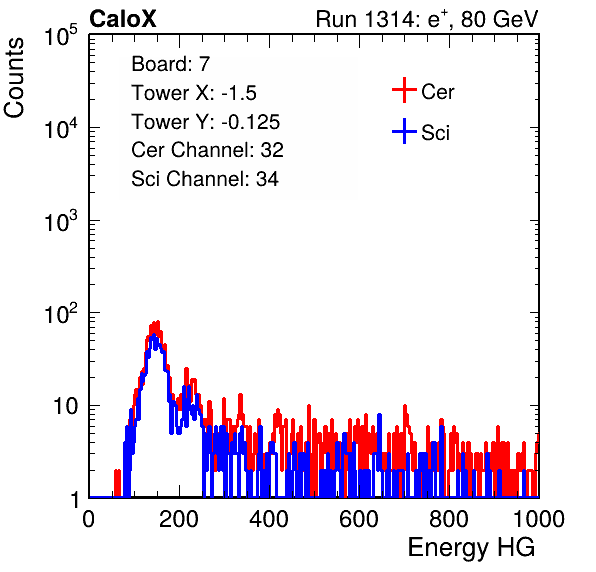 CaloX Run 1314: e⁺, 80 GeV
Counts
10⁵
10⁴
10³
10²
10
1
Board: 7
Tower X: -1.5
Tower Y: -0.125
Cer Channel: 32
Sci Channel: 34
Cer
Sci
0 200 400 600 800 1000
Energy HG